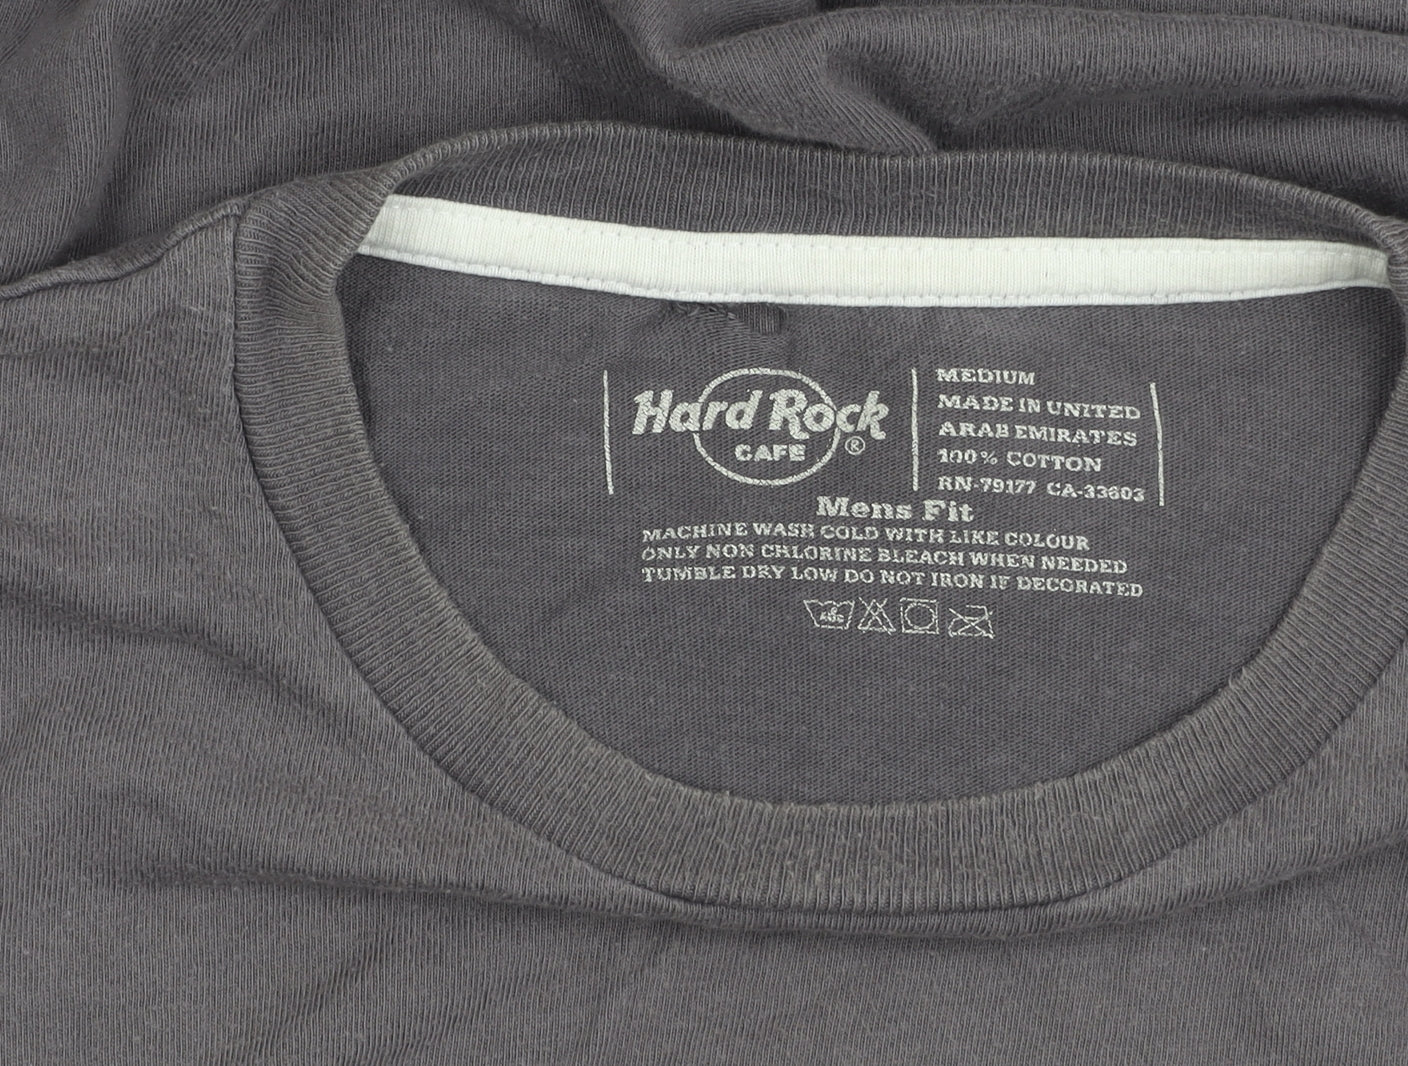 Hard Rock
CAFE ®
MEDIUM
MADE IN UNITED
ARAB EMIRATES
100% COTTON
RN-79177 CA-33603
Mens Fit
MACHINE WASH COLD WITH LIKE COLOUR
ONLY NON CHLORINE BLEACH WHEN NEEDED
TUMBLE DRY LOW DO NOT IRON IF DECORATED